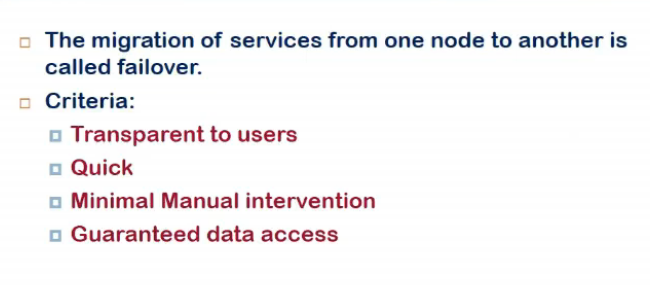 The migration of services from one node to another is
called failover.
Criteria:
Transparent to users
Quick
Minimal Manual intervention
Guaranteed data access